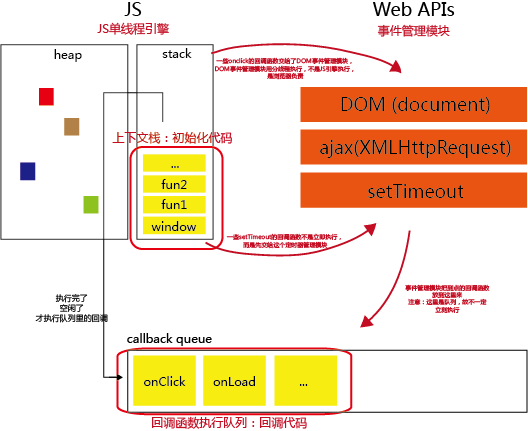 JS
JS单线程引擎
Web APIs
事件管理模块
heap
stack
一些onclick的回调函数交给了DOM事件管理模块，
DOM事件管理模块用分线程执行，不是JS引擎执行，
是浏览器负责
DOM (document)
ajax(XMLHttpRequest)
setTimeout
上下文栈：初始化代码
...
fun2
fun1
window
一些setTimeout的回调函数不是立即执行，
而是先交给这个定时器管理模块
事件管理模块把到点的回调函数
放到这里来
注意：这里是队列，故不一定
立刻执行
执行完了
空闲了
才执行队列里的回调
callback queue
onClick
onLoad
...
回调函数执行队列：回调代码